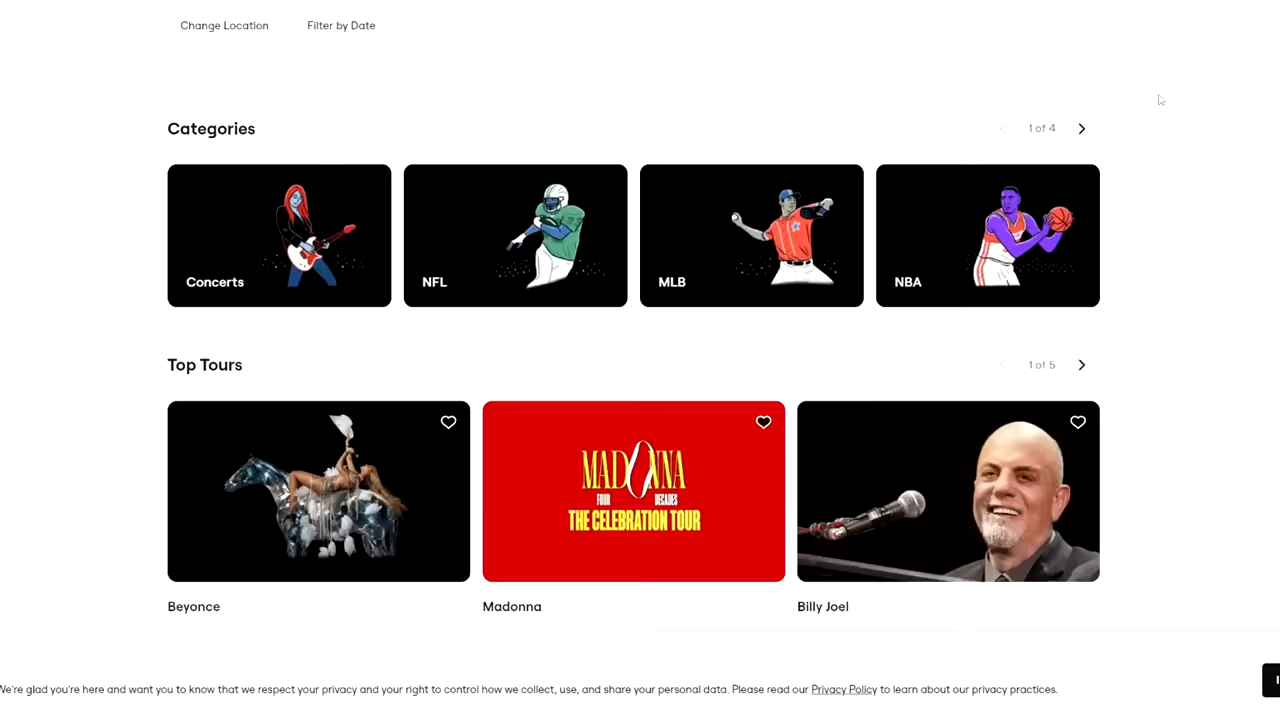 Change Location Filter by Date
Categories 1 of 4
Concerts NFL MLB NBA
Top Tours 1 of 5
MADONNA
FOUR DECADES
THE CELEBRATION TOUR
Beyonce Madonna Billy Joel
We're glad you're here and want you to know that we respect your privacy and your right to control how we collect, use, and share your personal data. Please read our Privacy Policy to learn about our privacy practices.